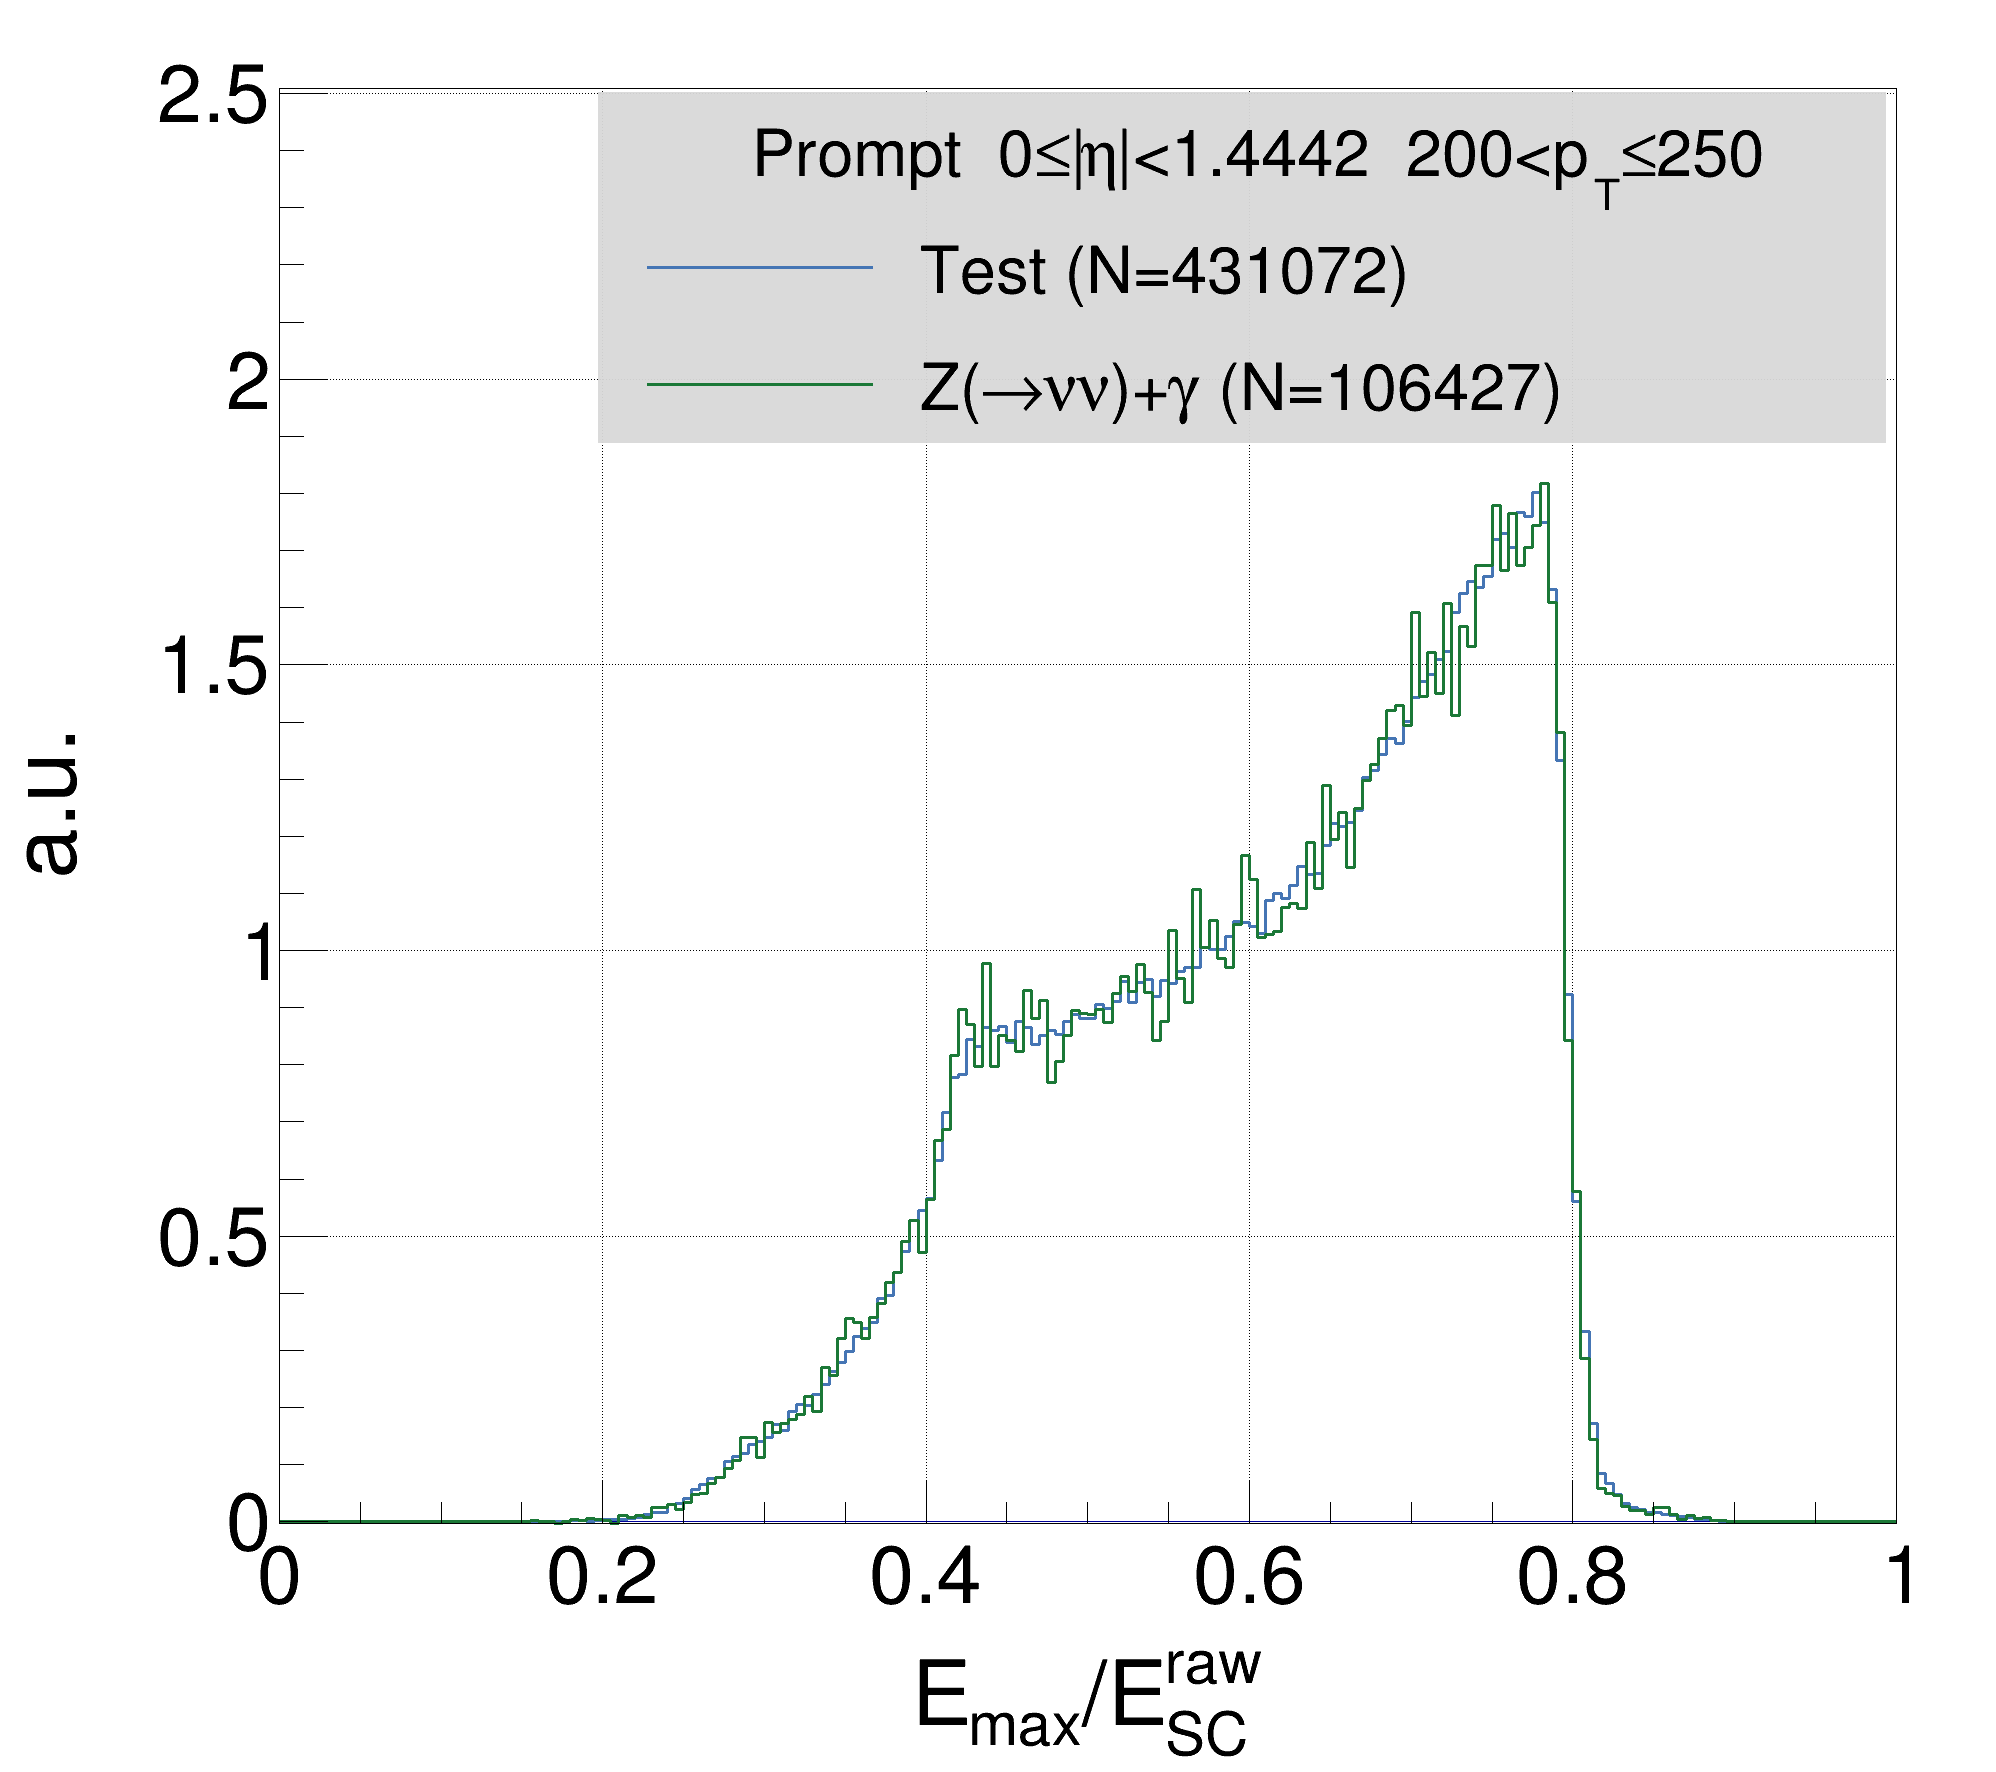 2.5
2
1.5
1
0.5
0
a.u.
Prompt 0≤|η|<1.4442 200<p_T≤250
Test (N=431072)
Z(→νν)+γ (N=106427)
0 0.2 0.4 0.6 0.8 1
E_max/E_SC^raw